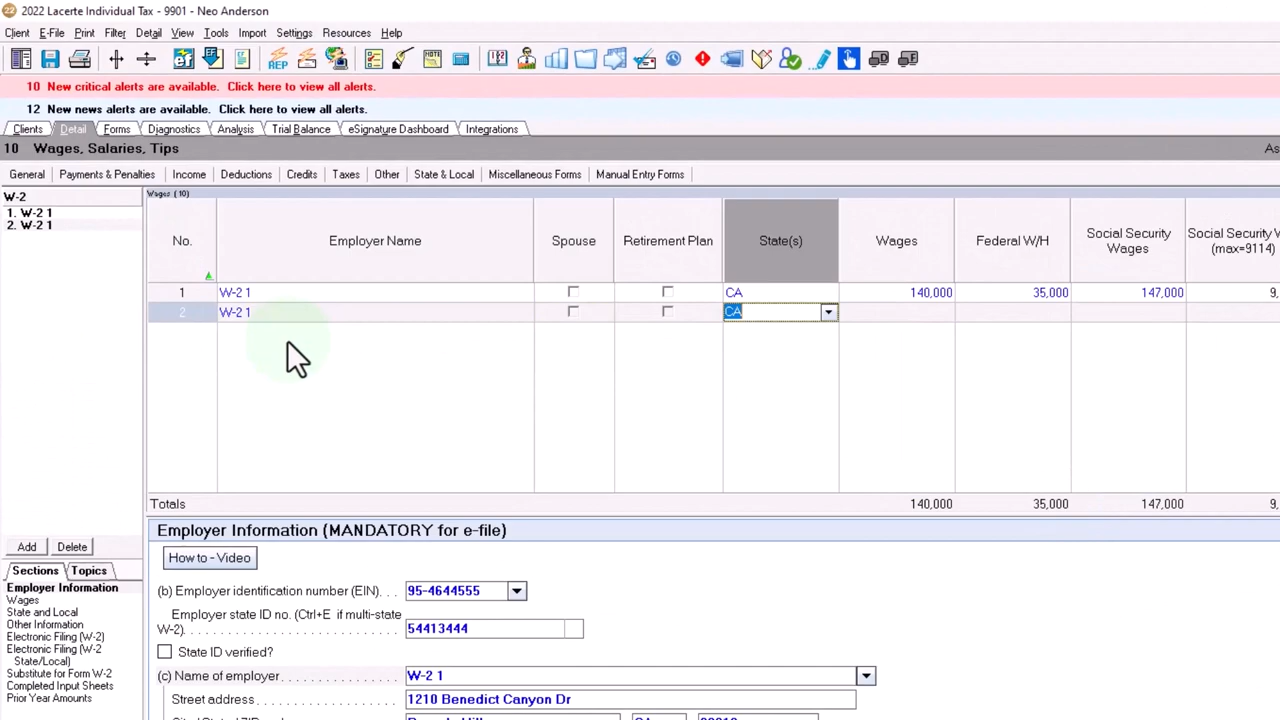 2022 Lacerte Individual Tax - 9901 - Neo Anderson
Client E-File Print Filter Detail View Tools Import Settings Resources Help
10 New critical alerts are available. Click here to view all alerts.
12 New news alerts are available. Click here to view all alerts.
Clients Detail Forms Diagnostics Analysis Trial Balance eSignature Dashboard Integrations
10 Wages, Salaries, Tips As
General Payments & Penalties Income Deductions Credits Taxes Other State & Local Miscellaneous Forms Manual Entry Forms
W-2
1. W-2 1
2. W-2 1
Wages (10)
No. Employer Name Spouse Retirement Plan State(s) Wages Federal W/H Social Security Wages Social Security W (max=9114)
1 W-2 1 CA 140,000 35,000 147,000 9,
2 W-2 1 CA
Totals 140,000 35,000 147,000 9,
Add Delete
Sections Topics
Employer Information
Wages
State and Local
Other Information
Electronic Filing (W-2)
Electronic Filing (W-2
State/Local)
Substitute for Form W-2
Completed Input Sheets
Prior Year Amounts
Employer Information (MANDATORY for e-file)
How to - Video
(b) Employer identification number (EIN). . . 95-4644555
Employer state ID no. (Ctrl+E if multi-state
W-2). . . . . . . . . . . . . . . . . . . . . . . . . . . . . 54413444
State ID verified?
(c) Name of employer . . . . . . . . . . . . . . . . . W-2 1
Street address . . . . . . . . . . . . . . . . . . . . 1210 Benedict Canyon Dr